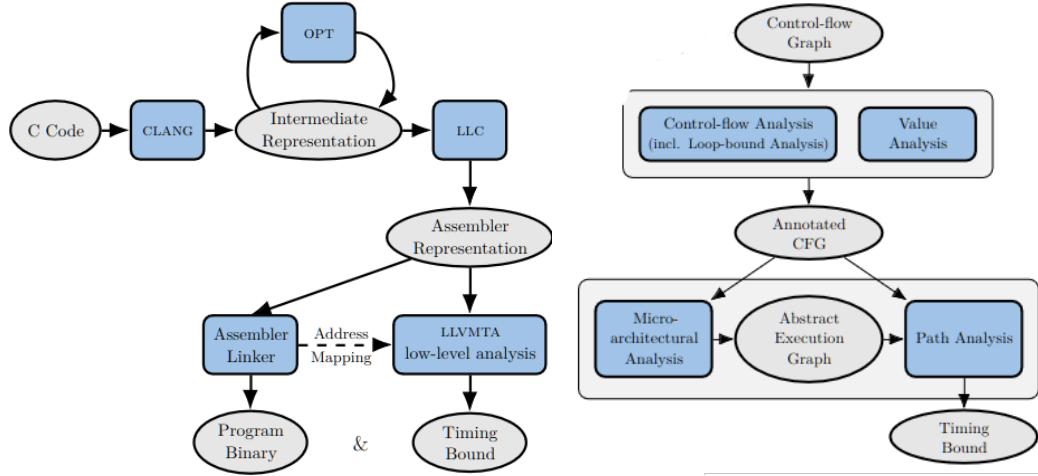 OPT
C Code
CLANG
Intermediate
Representation
LLC
Assembler
Representation
Assembler
Linker
Address
Mapping
LLVMTA
low-level analysis
Program
Binary
&
Timing
Bound
Control-flow
Graph
Control-flow Analysis
(incl. Loop-bound Analysis)
Value
Analysis
Annotated
CFG
Micro-
architectural
Analysis
Abstract
Execution
Graph
Path Analysis
Timing
Bound